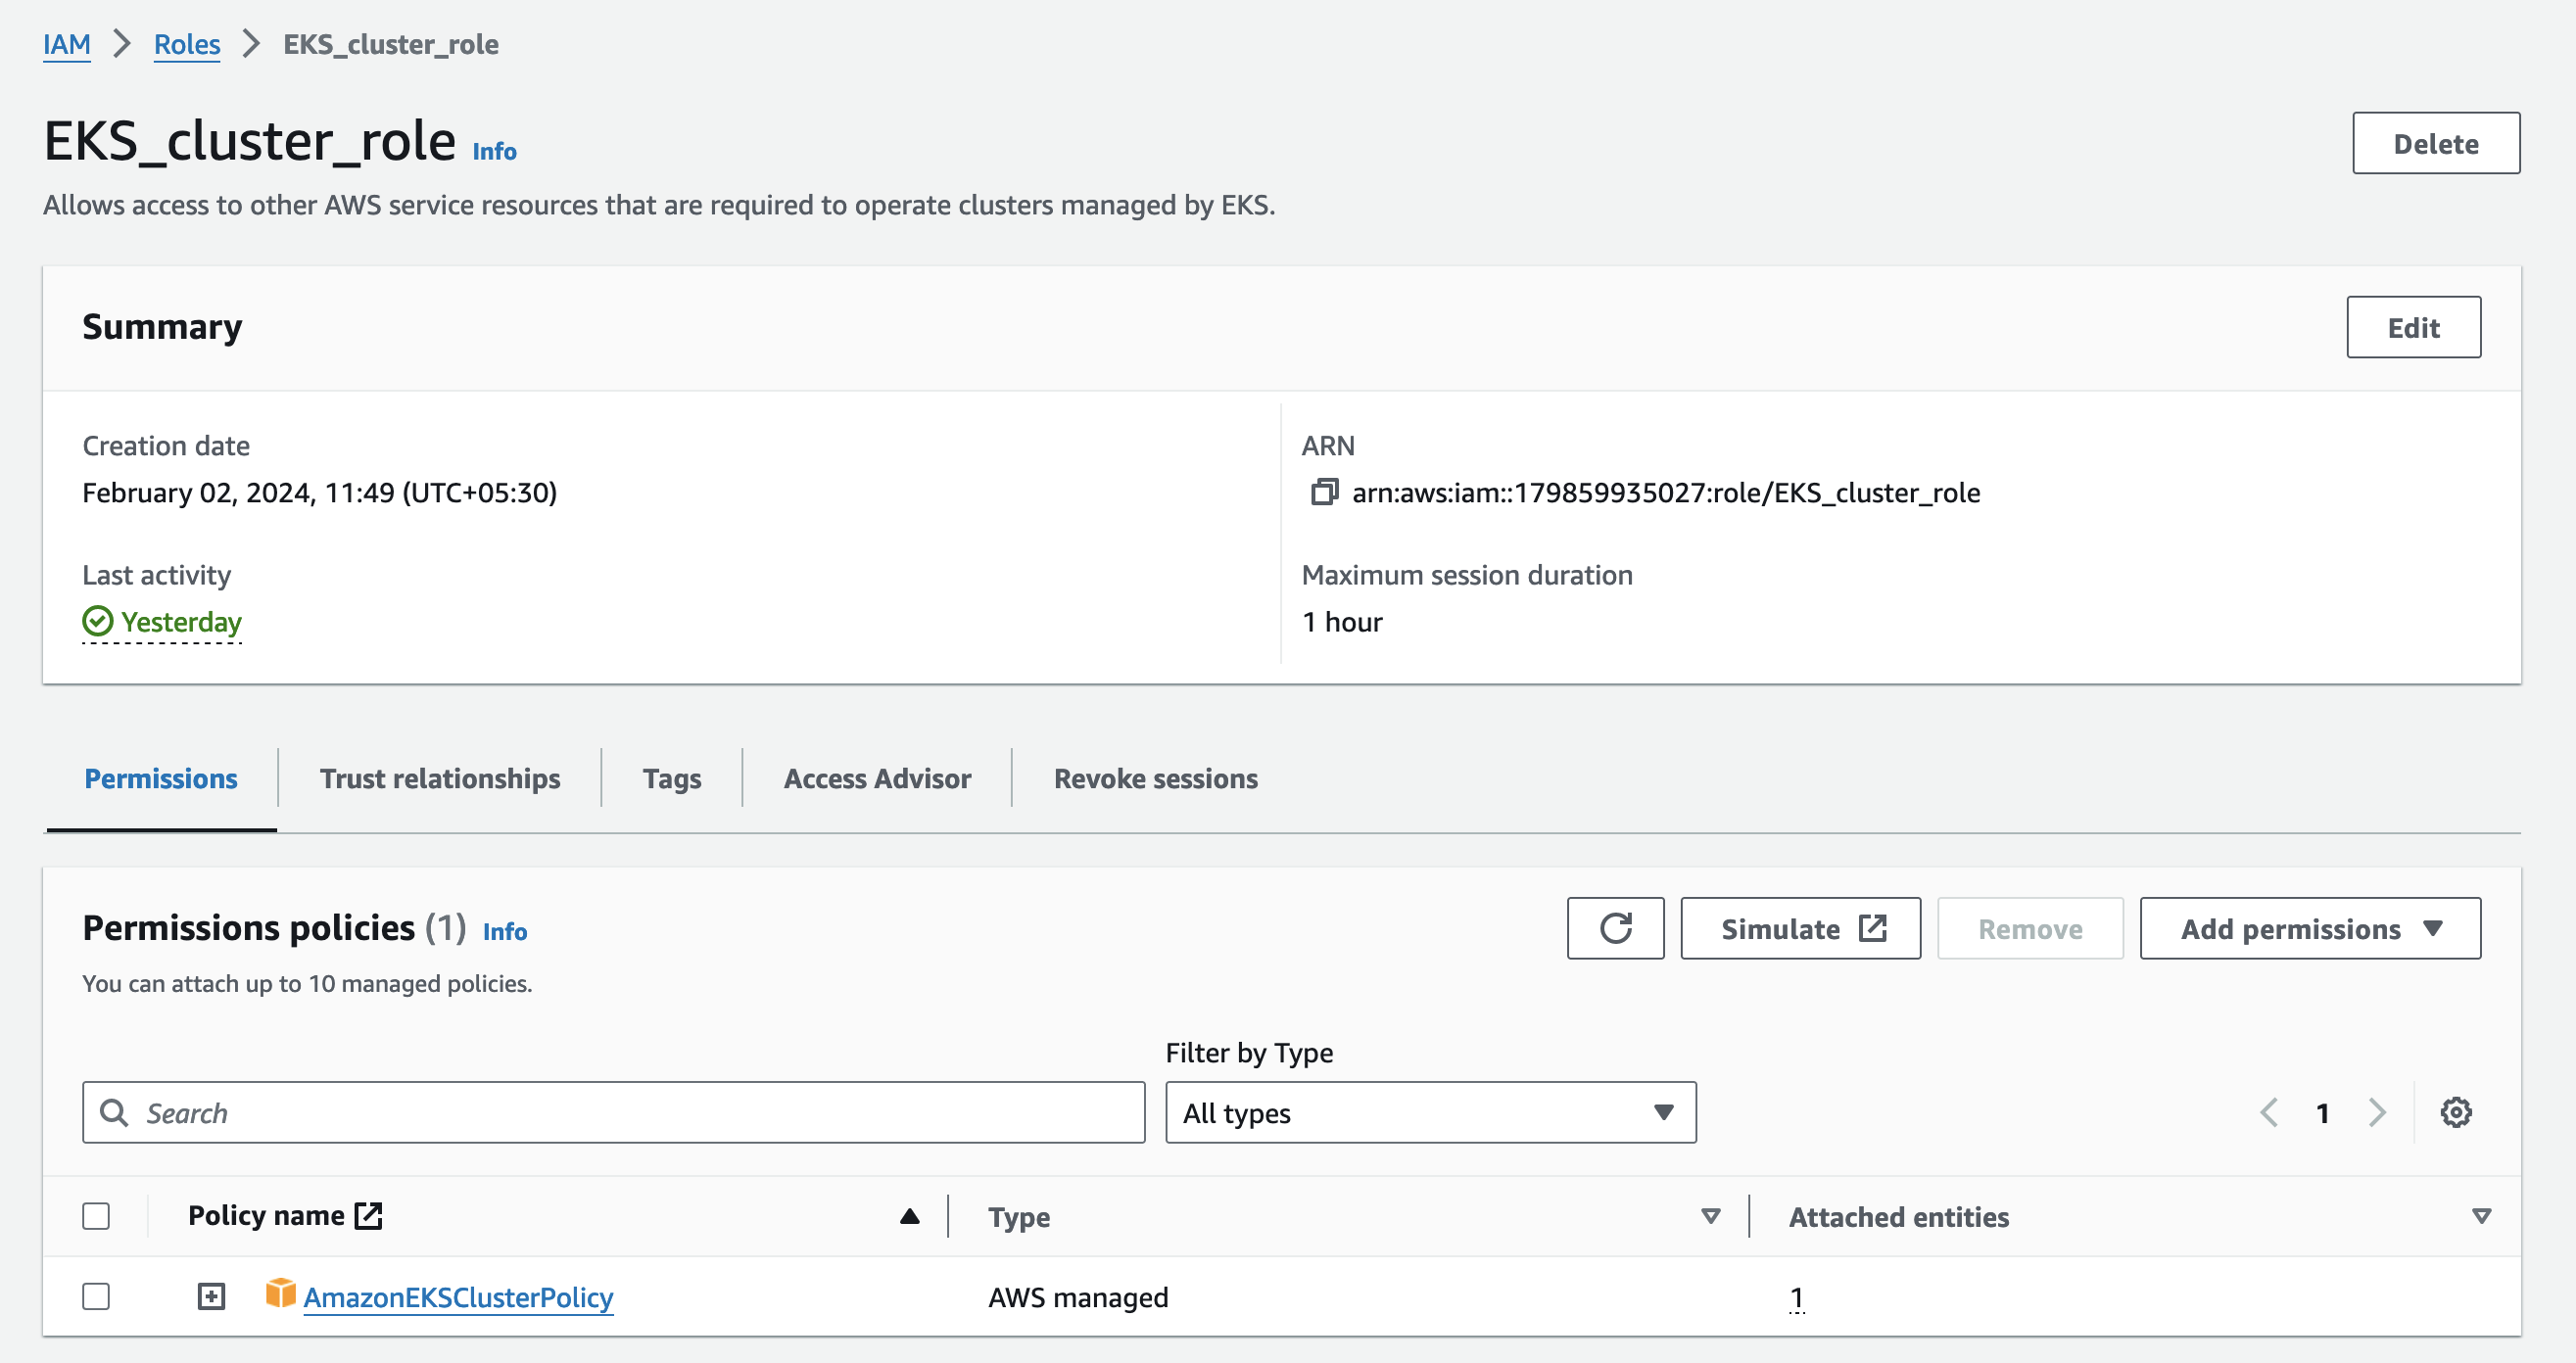 IAM > Roles > EKS_cluster_role
EKS_cluster_role Info
Delete
Allows access to other AWS service resources that are required to operate clusters managed by EKS.
Summary
Edit
Creation date
February 02, 2024, 11:49 (UTC+05:30)
ARN
arn:aws:iam::179859935027:role/EKS_cluster_role
Last activity
Yesterday
Maximum session duration
1 hour
Permissions Trust relationships Tags Access Advisor Revoke sessions
Permissions policies (1) Info
Simulate Remove Add permissions
You can attach up to 10 managed policies.
Filter by Type
Search All types 1
Policy name Type Attached entities
AmazonEKSClusterPolicy AWS managed 1